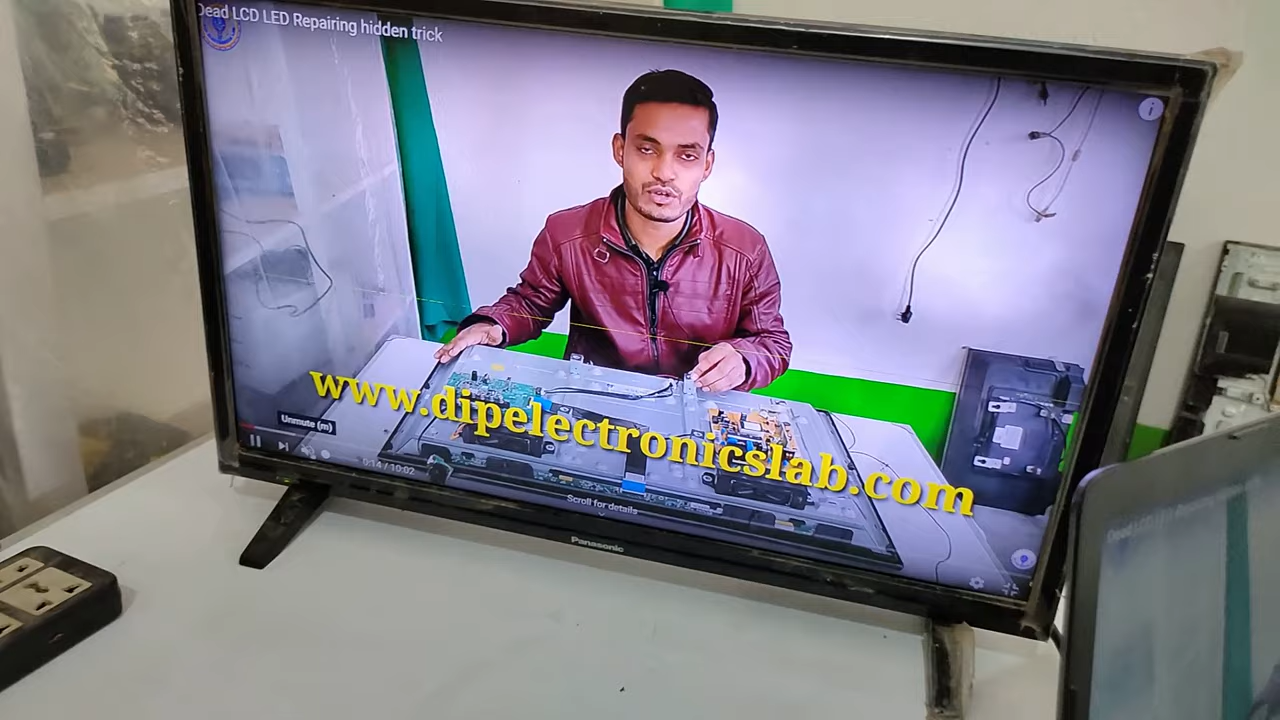 Dead LCD LED Repairing hidden trick
i
www.dipelectronicslab.com
Unmute (m)
0:14 / 10:02
Scroll for details
Panasonic